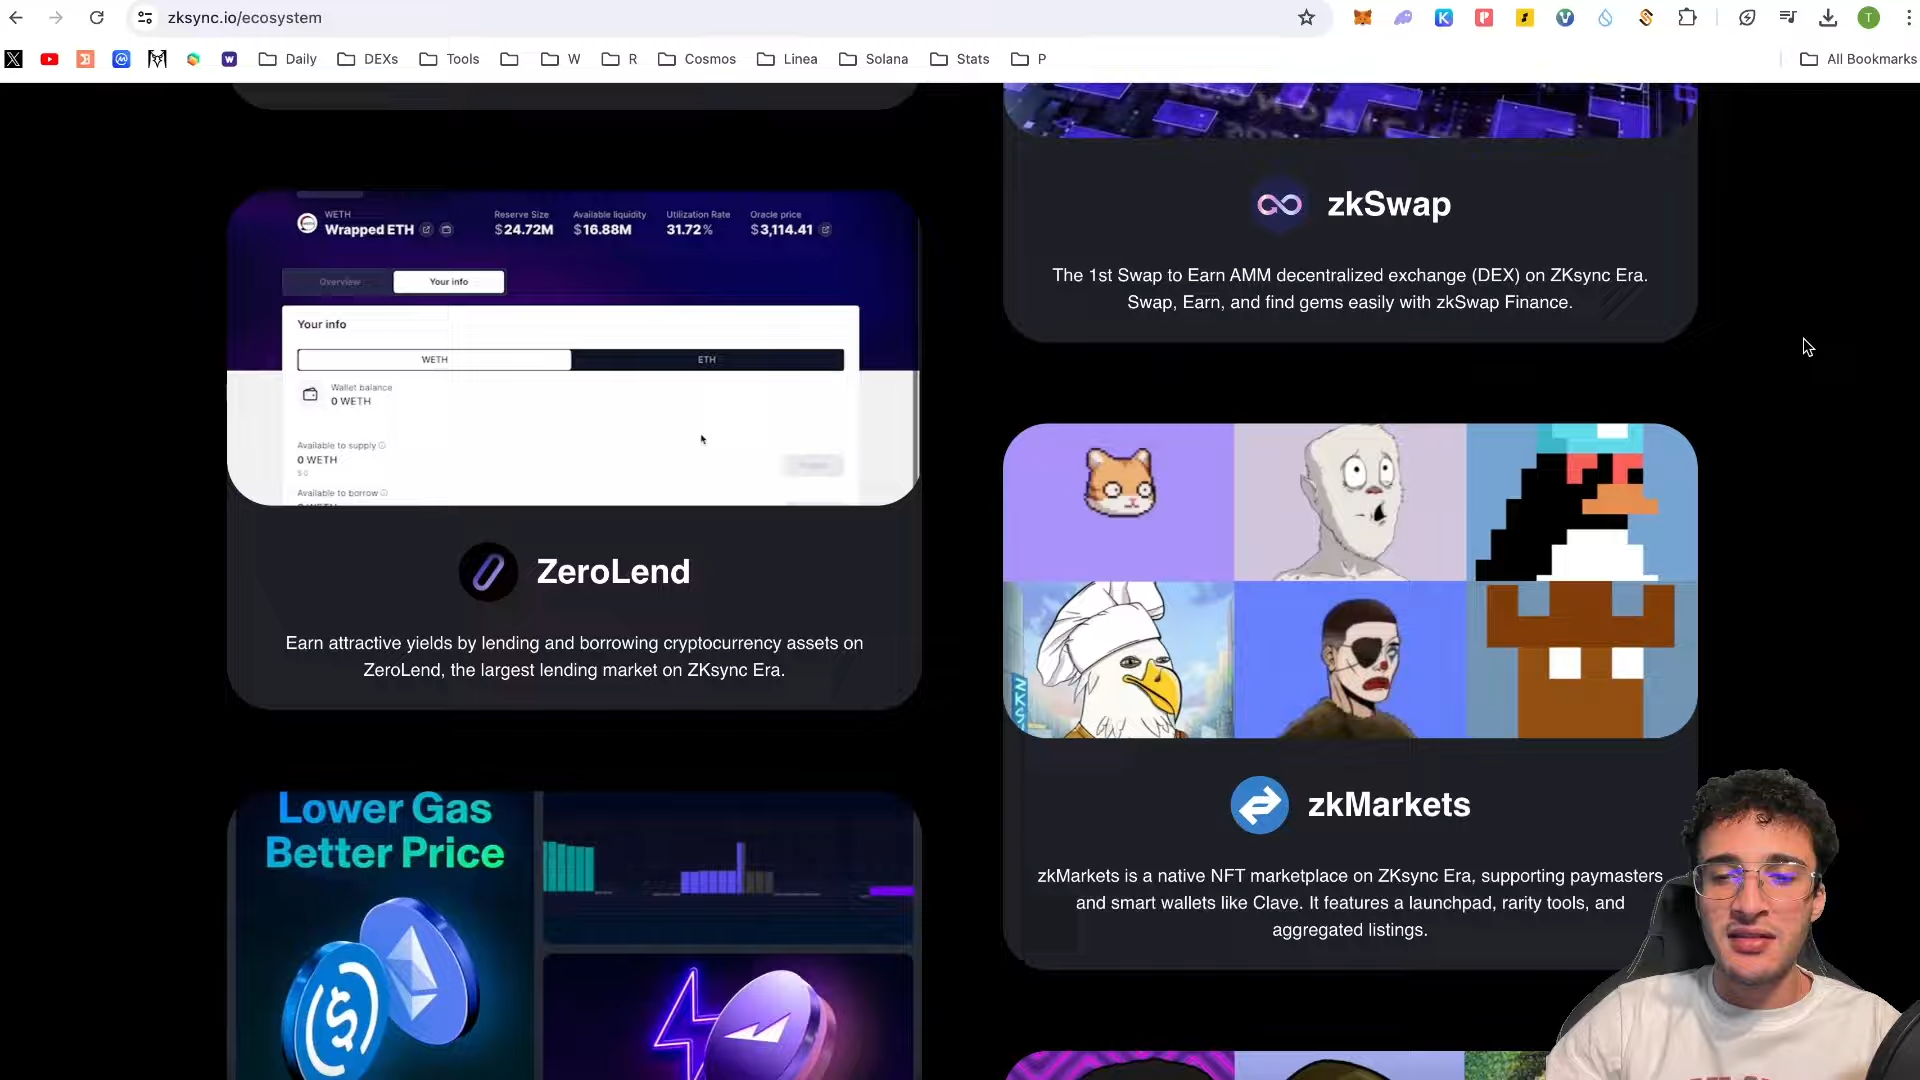 zksync.io/ecosystem
T
Daily
DEXs
Tools
W
R
Cosmos
Linea
Solana
Stats
P
All Bookmarks
WETH
Wrapped ETH
Reserve Size
$24.72M
Available liquidity
$16.88M
Utilization Rate
31.72%
Oracle price
$3,114.41
Overview
Your info
Your info
WETH
ETH
Wallet balance
0 WETH
Available to supply
0 WETH
$0
Available to borrow
ZeroLend
Earn attractive yields by lending and borrowing cryptocurrency assets on
ZeroLend, the largest lending market on ZKsync Era.
Lower Gas
Better Price
zkSwap
The 1st Swap to Earn AMM decentralized exchange (DEX) on ZKsync Era.
Swap, Earn, and find gems easily with zkSwap Finance.
zkMarkets
zkMarkets is a native NFT marketplace on ZKsync Era, supporting paymasters
and smart wallets like Clave. It features a launchpad, rarity tools, and
aggregated listings.